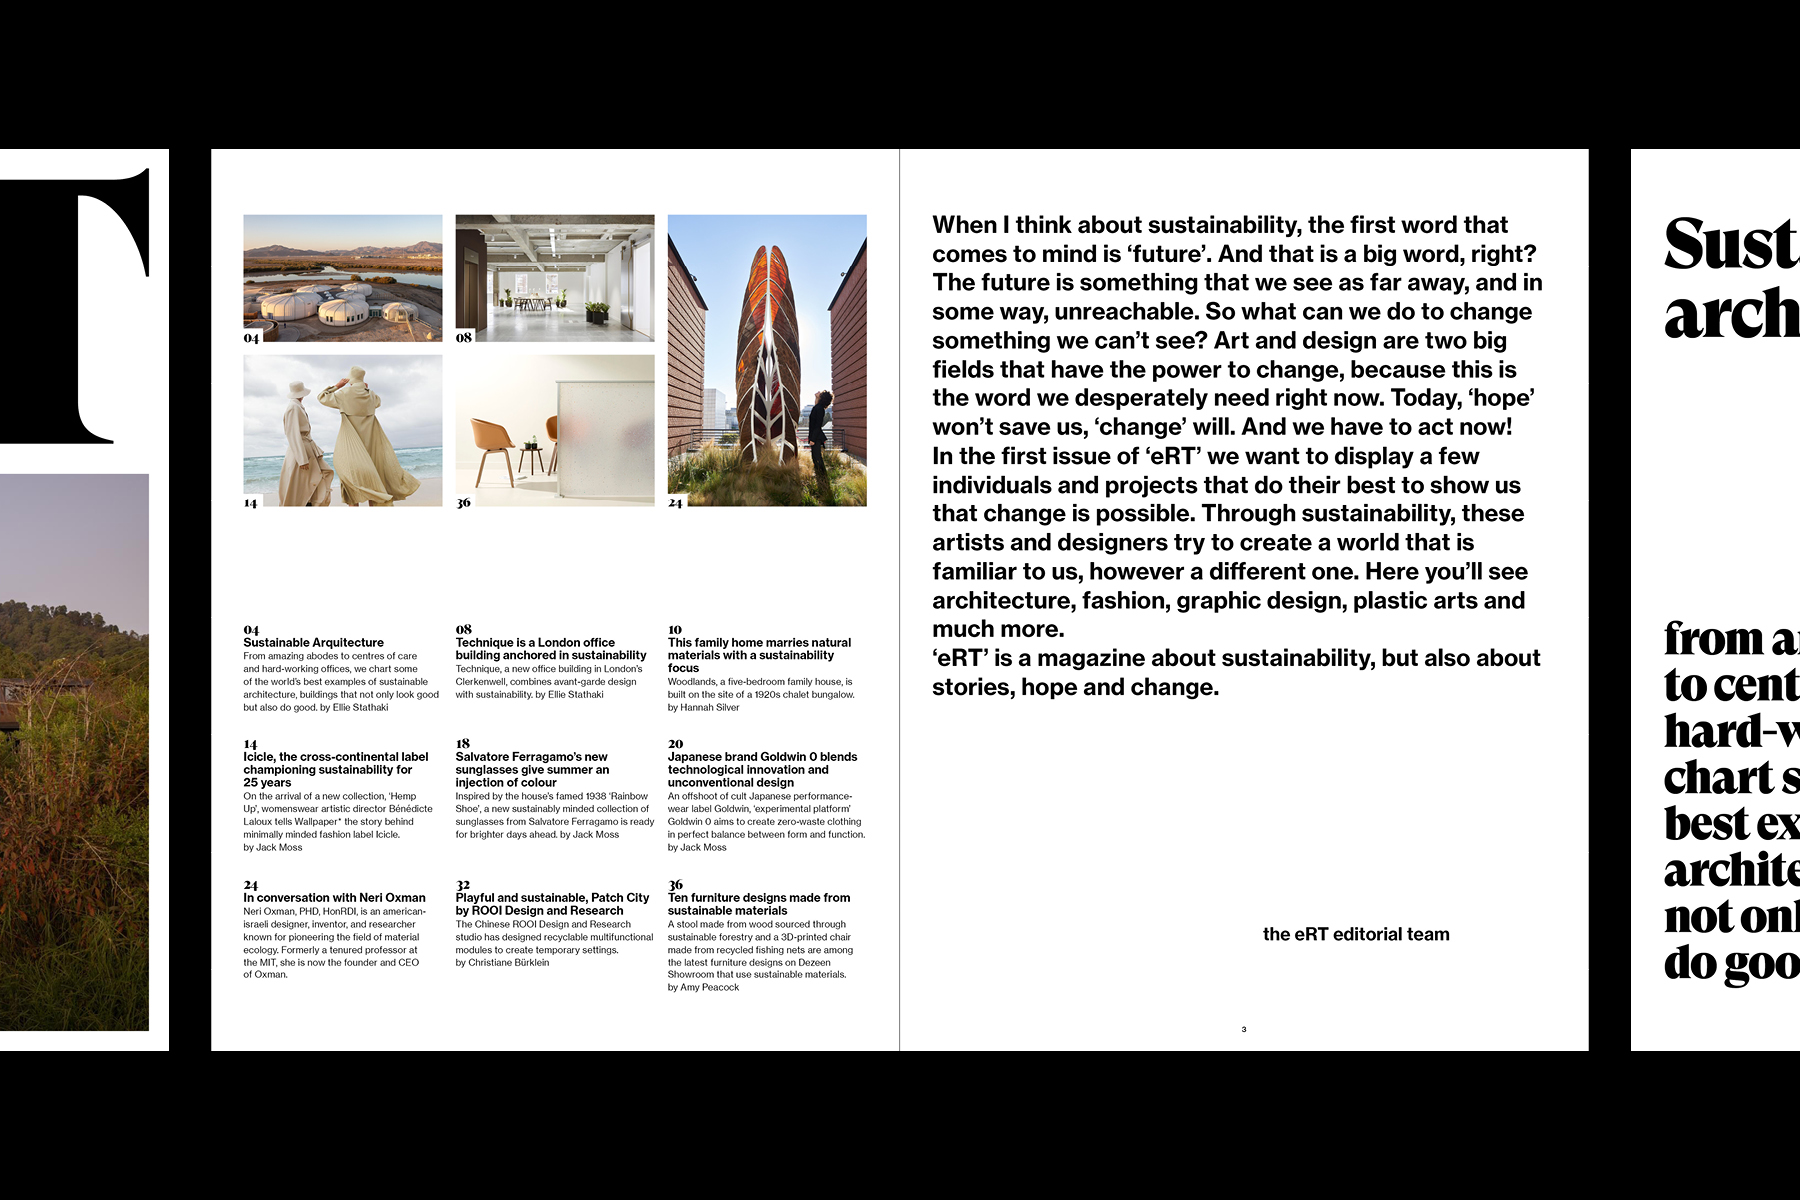 T
04
08
14
36
24
04
Sustainable Arquitecture
From amazing abodes to centres of care
and hard-working offices, we chart some
of the world's best examples of sustainable
architecture, buildings that not only look good
but also do good. by Ellie Stathaki
08
Technique is a London office
building anchored in sustainability
Technique, a new office building in London's
Clerkenwell, combines avant-garde design
with sustainability. by Ellie Stathaki
10
This family home marries natural
materials with a sustainability
focus
Woodlands, a five-bedroom family house, is
built on the site of a 1920s chalet bungalow.
by Hannah Silver
14
Icicle, the cross-continental label
championing sustainability for
25 years
On the arrival of a new collection, 'Hemp
Up', womenswear artistic director Bénédicte
Laloux tells Wallpaper* the story behind
minimally minded fashion label Icicle.
by Jack Moss
18
Salvatore Ferragamo's new
sunglasses give summer an
injection of colour
Inspired by the house's famed 1938 'Rainbow
Shoe', a new sustainably minded collection of
sunglasses from Salvatore Ferragamo is ready
for brighter days ahead. by Jack Moss
20
Japanese brand Goldwin 0 blends
technological innovation and
unconventional design
An offshoot of cult Japanese performance-
wear label Goldwin, 'experimental platform'
Goldwin 0 aims to create zero-waste clothing
in perfect balance between form and function.
by Jack Moss
24
In conversation with Neri Oxman
Neri Oxman, PHD, HonRDI, is an american-
israeli designer, inventor, and researcher
known for pioneering the field of material
ecology. Formerly a tenured professor at
the MIT, she is now the founder and CEO
of Oxman.
32
Playful and sustainable, Patch City
by ROOI Design and Research
The Chinese ROOI Design and Research
studio has designed recyclable multifunctional
modules to create temporary settings.
by Christiane Bürklein
36
Ten furniture designs made from
sustainable materials
A stool made from wood sourced through
sustainable forestry and a 3D-printed chair
made from recycled fishing nets are among
the latest furniture designs on Dezeen
Showroom that use sustainable materials.
by Amy Peacock
When I think about sustainability, the first word that
comes to mind is 'future'. And that is a big word, right?
The future is something that we see as far away, and in
some way, unreachable. So what can we do to change
something we can't see? Art and design are two big
fields that have the power to change, because this is
the word we desperately need right now. Today, 'hope'
won't save us, 'change' will. And we have to act now!
In the first issue of 'eRT' we want to display a few
individuals and projects that do their best to show us
that change is possible. Through sustainability, these
artists and designers try to create a world that is
familiar to us, however a different one. Here you'll see
architecture, fashion, graphic design, plastic arts and
much more.
'eRT' is a magazine about sustainability, but also about
stories, hope and change.
the eRT editorial team
3
Sust
arch
from a
to cent
hard-w
chart s
best ex
archite
not onl
do goo